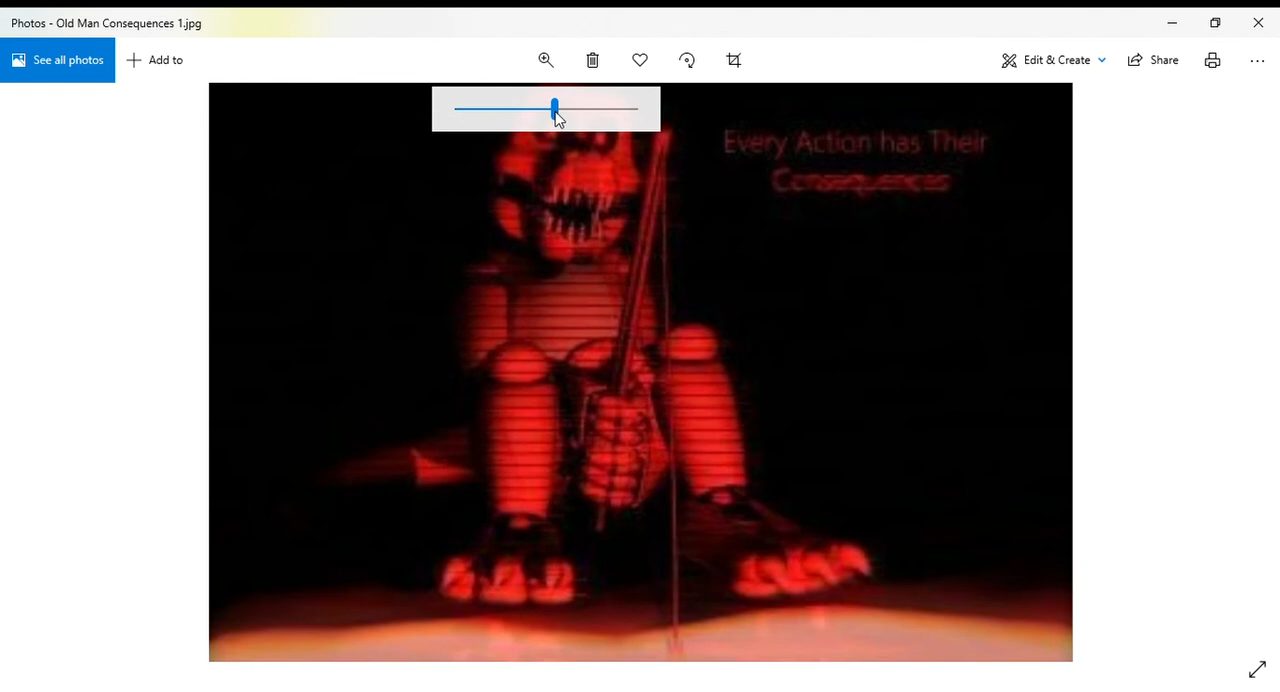 Photos - Old Man Consequences 1.jpg
See all photos
Add to
Edit & Create
Share
Every Action has Their
Consequences